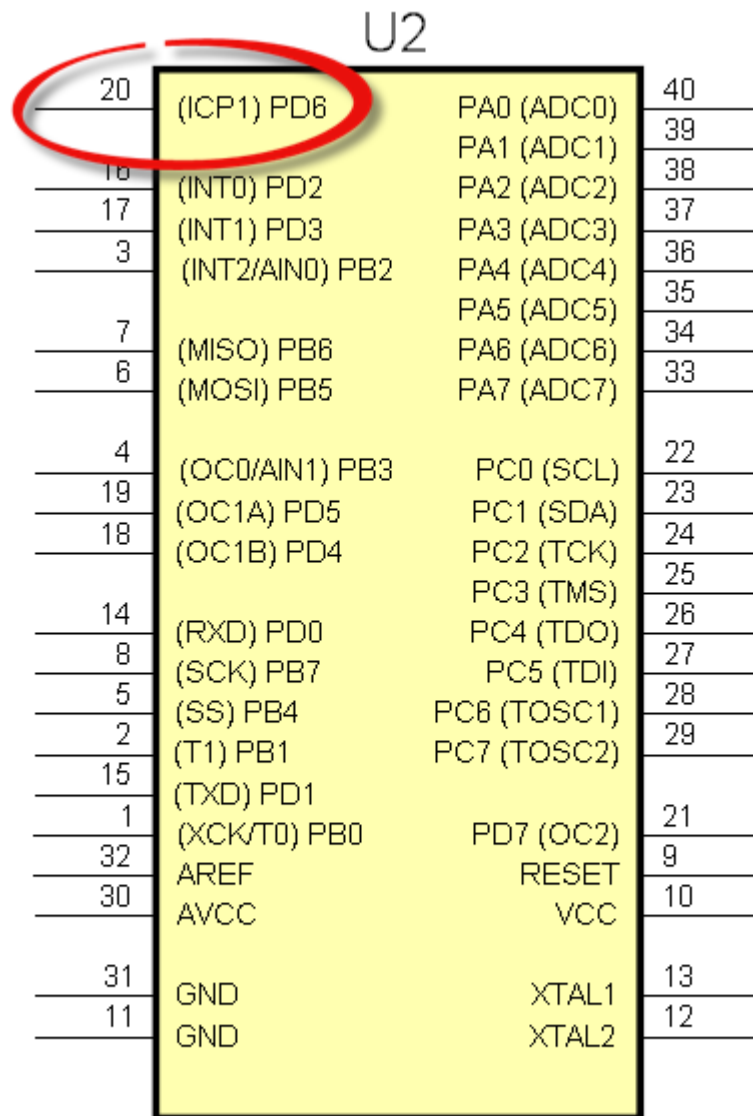 U2
20 (ICP1) PD6 PA0 (ADC0) 40
PA1 (ADC1) 39
16 (INT0) PD2 PA2 (ADC2) 38
17 (INT1) PD3 PA3 (ADC3) 37
3 (INT2/AIN0) PB2 PA4 (ADC4) 36
PA5 (ADC5) 35
7 (MISO) PB6 PA6 (ADC6) 34
6 (MOSI) PB5 PA7 (ADC7) 33
4 (OC0/AIN1) PB3 PC0 (SCL) 22
19 (OC1A) PD5 PC1 (SDA) 23
18 (OC1B) PD4 PC2 (TCK) 24
PC3 (TMS) 25
14 (RXD) PD0 PC4 (TDO) 26
8 (SCK) PB7 PC5 (TDI) 27
5 (SS) PB4 PC6 (TOSC1) 28
2 (T1) PB1 PC7 (TOSC2) 29
15 (TXD) PD1
1 (XCK/T0) PB0 PD7 (OC2) 21
32 AREF RESET 9
30 AVCC VCC 10
31 GND XTAL1 13
11 GND XTAL2 12